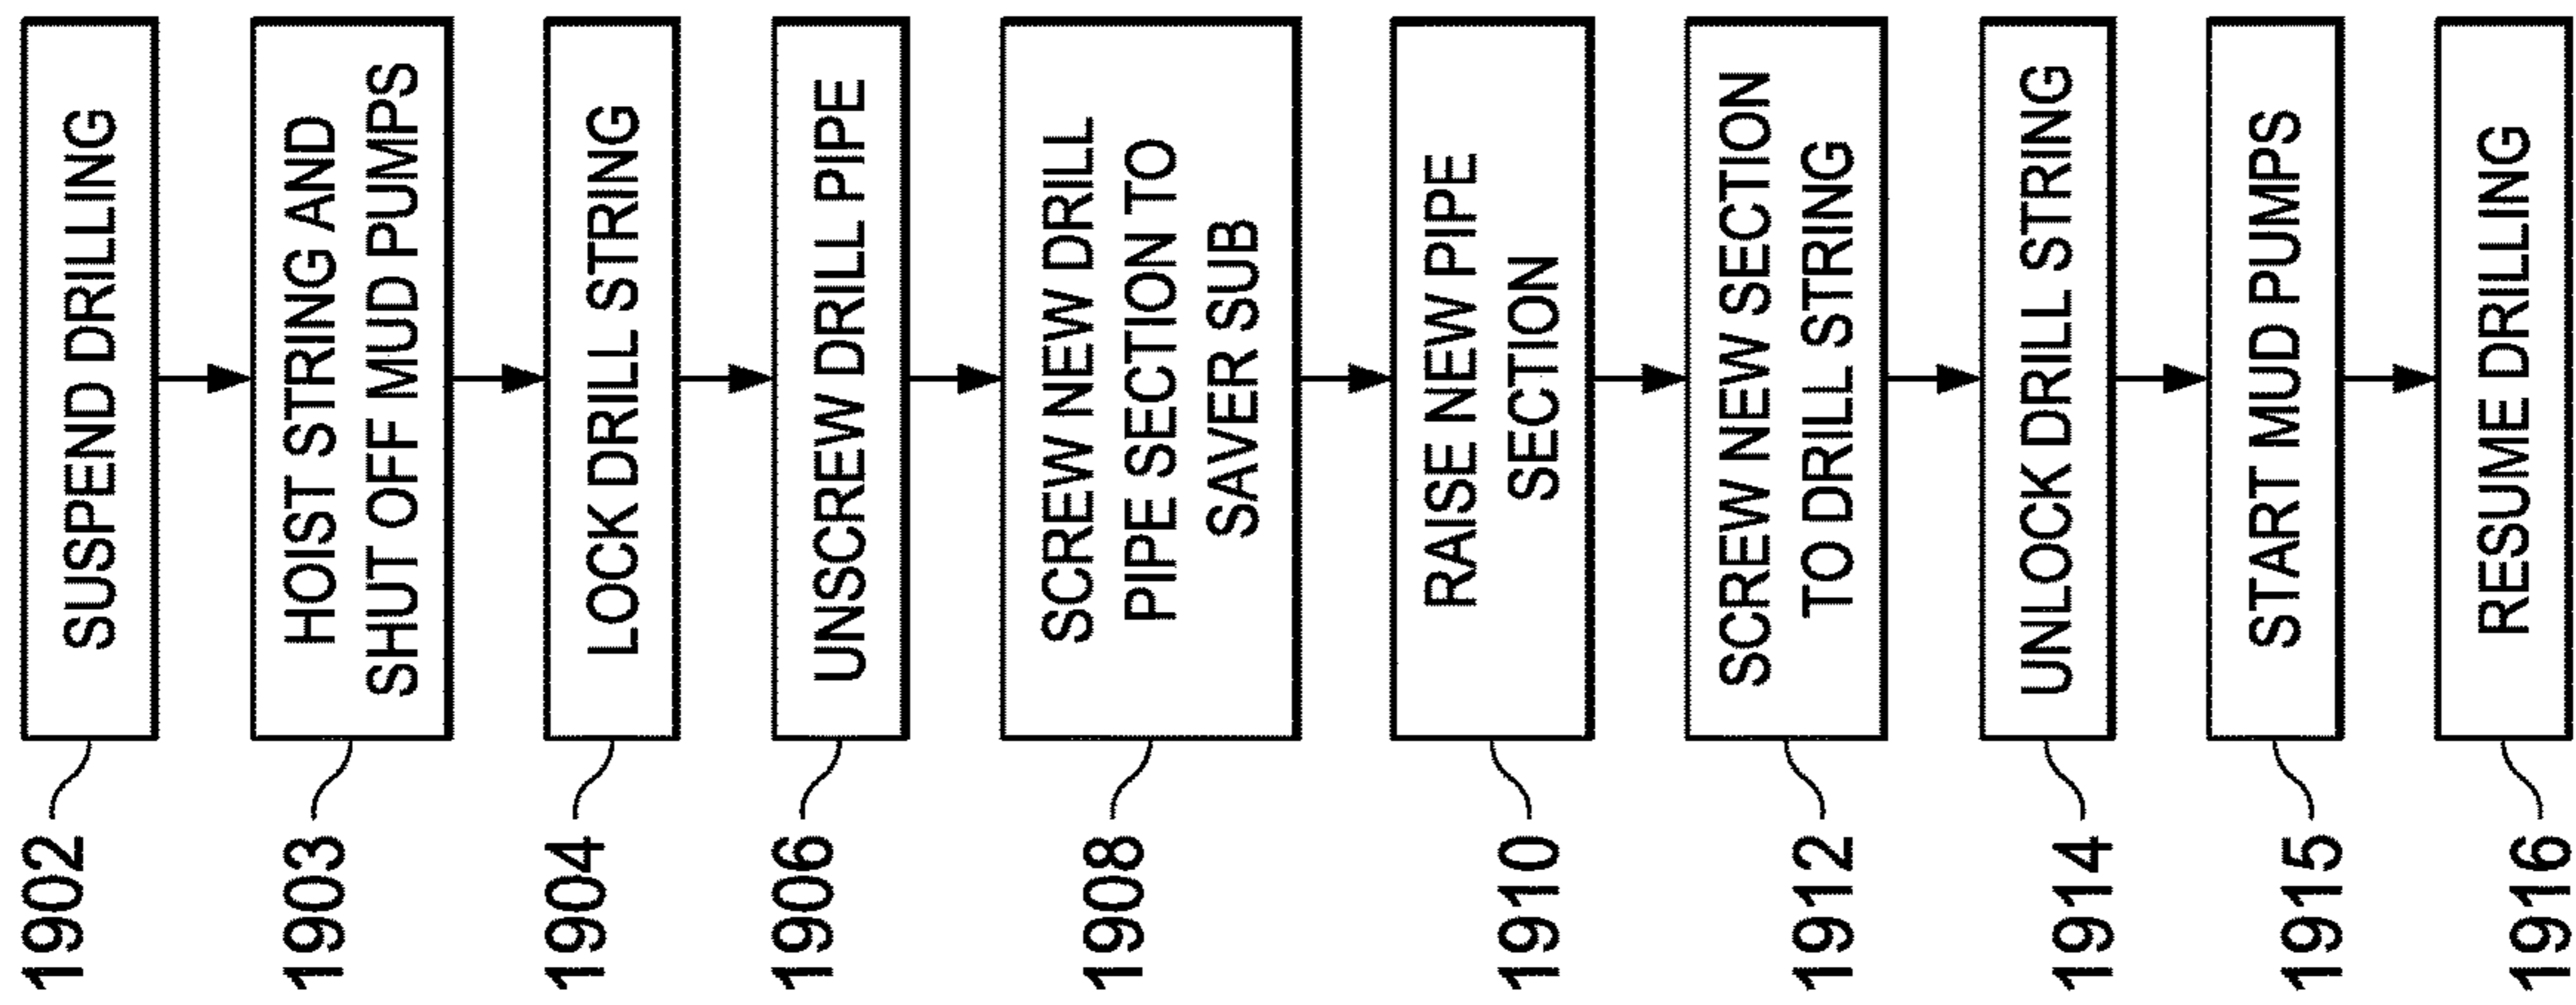 1902
SUSPEND DRILLING
1903
HOIST STRING AND
SHUT OFF MUD PUMPS
1904
LOCK DRILL STRING
1906
UNSCREW DRILL PIPE
1908
SCREW NEW DRILL
PIPE SECTION TO
SAVER SUB
1910
RAISE NEW PIPE
SECTION
1912
SCREW NEW SECTION
TO DRILL STRING
1914
UNLOCK DRILL STRING
1915
START MUD PUMPS
1916
RESUME DRILLING